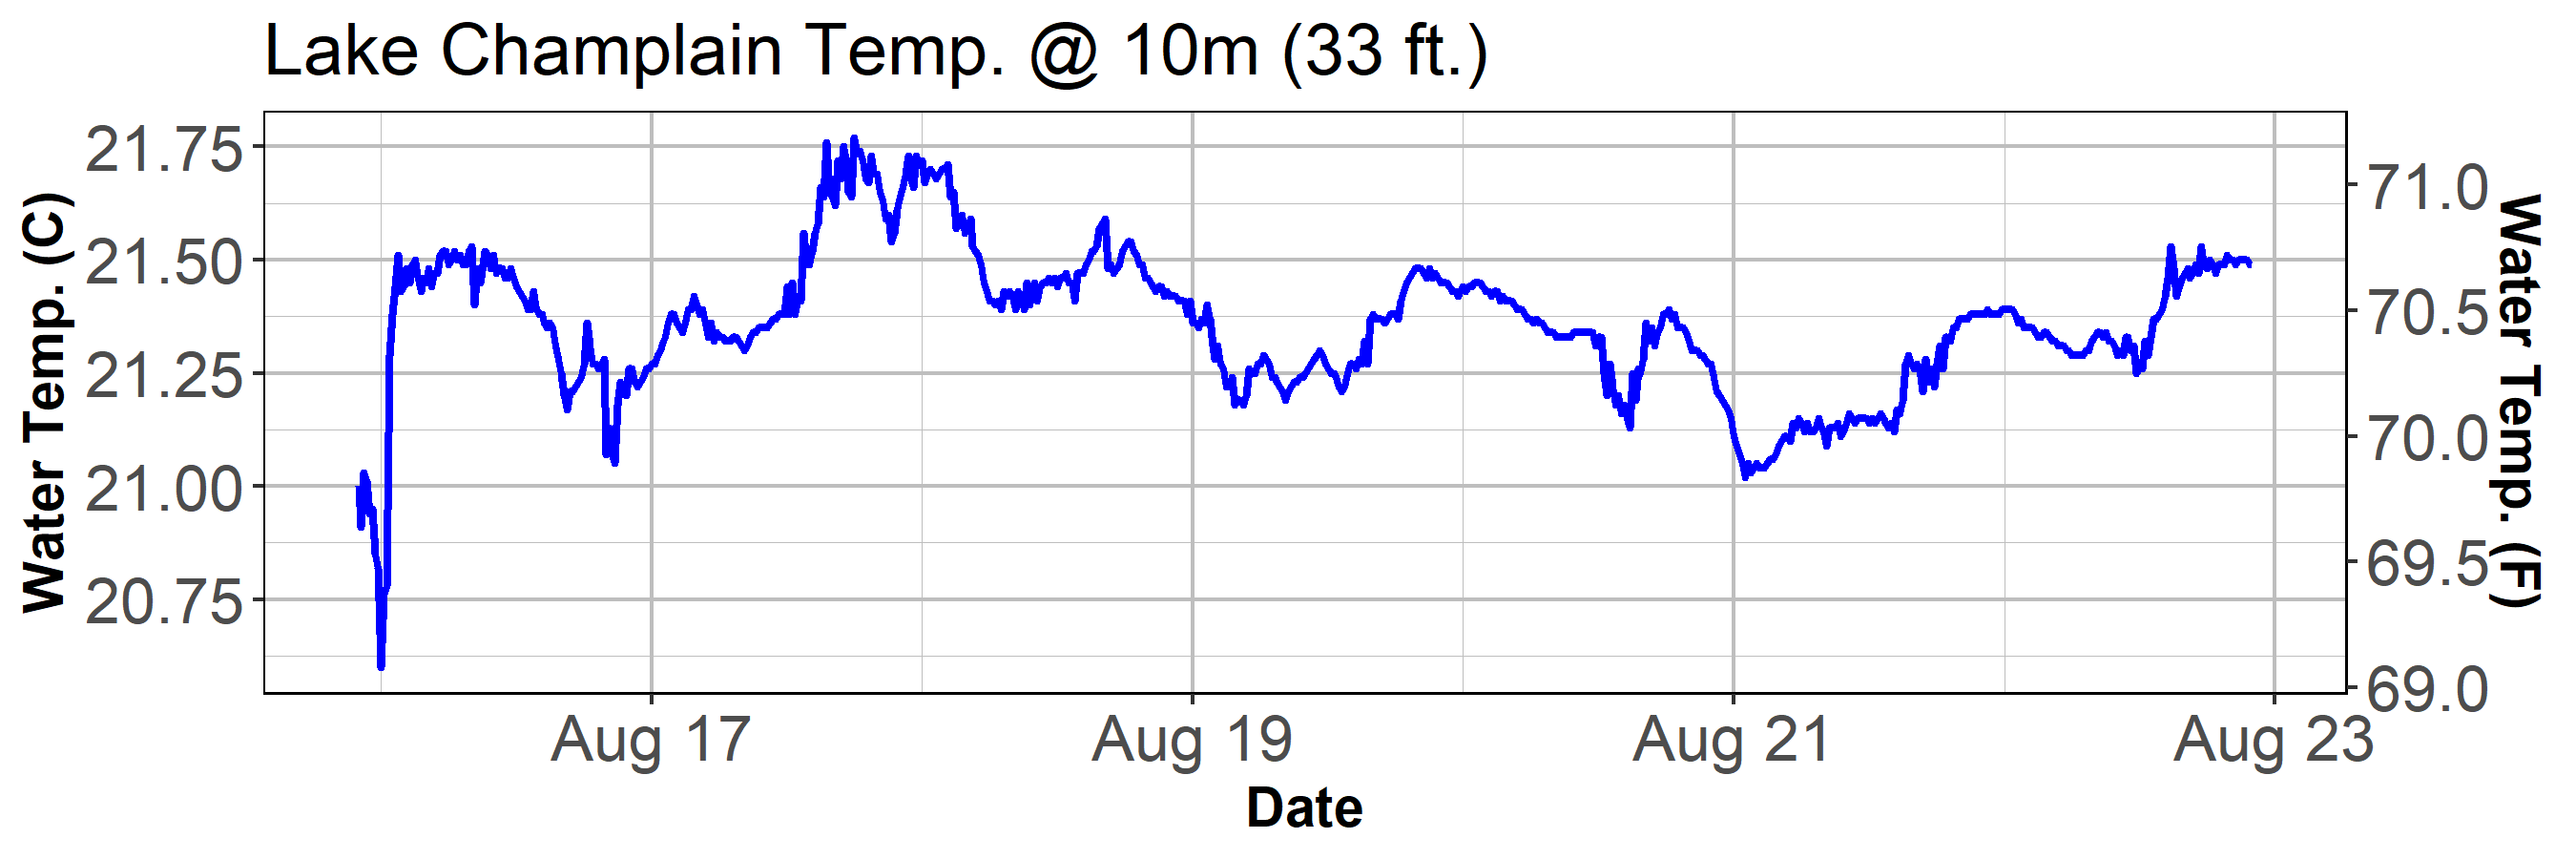 Lake Champlain Temp. @ 10m (33 ft.)
Water Temp. (C)
21.75
21.50
21.25
21.00
20.75
71.0
70.5
70.0
69.5
69.0
Water Temp. (F)
Aug 17 Aug 19 Aug 21 Aug 23
Date